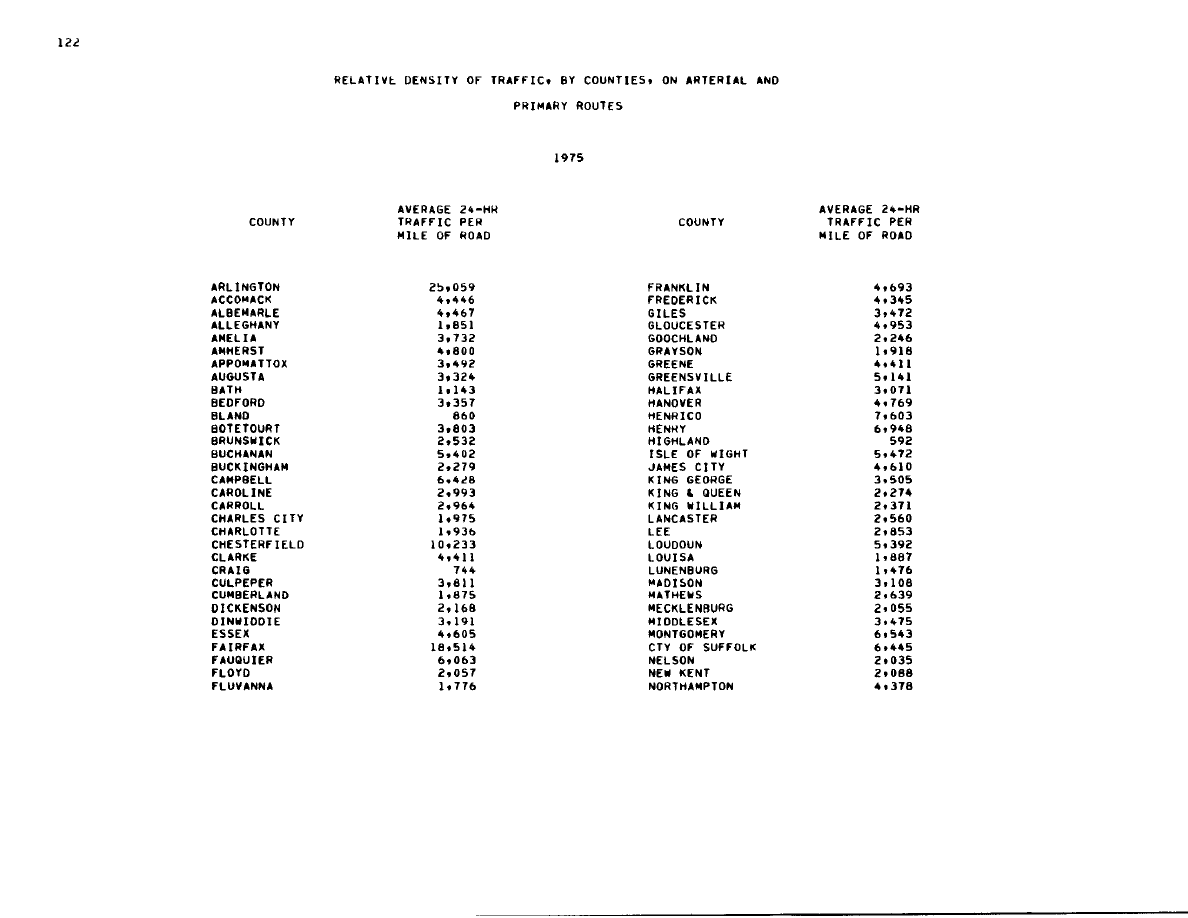 122
RELATIVE DENSITY OF TRAFFIC, BY COUNTIES, ON ARTERIAL AND
PRIMARY ROUTES
1975
AVERAGE 24-HR AVERAGE 24-HR
COUNTY TRAFFIC PER COUNTY TRAFFIC PER
MILE OF ROAD MILE OF ROAD
ARLINGTON 25,059 FRANKLIN 4,693
ACCOMACK 4,446 FREDERICK 4,345
ALBEMARLE 4,467 GILES 3,472
ALLEGHANY 1,851 GLOUCESTER 4,953
AMELIA 3,732 GOOCHLAND 2,246
AMHERST 4,800 GRAYSON 1,918
APPOMATTOX 3,492 GREENE 4,411
AUGUSTA 3,324 GREENSVILLE 5,141
BATH 1,143 HALIFAX 3,071
BEDFORD 3,357 HANOVER 4,769
BLAND 860 HENRICO 7,603
BOTETOURT 3,803 HENRY 6,948
BRUNSWICK 2,532 HIGHLAND 592
BUCHANAN 5,402 ISLE OF WIGHT 5,472
BUCKINGHAM 2,279 JAMES CITY 4,610
CAMPBELL 6,428 KING GEORGE 3,505
CAROLINE 2,993 KING & QUEEN 2,274
CARROLL 2,964 KING WILLIAM 2,371
CHARLES CITY 1,975 LANCASTER 2,560
CHARLOTTE 1,936 LEE 2,853
CHESTERFIELD 10,233 LOUDOUN 5,392
CLARKE 4,411 LOUISA 1,887
CRAIG 744 LUNENBURG 1,476
CULPEPER 3,811 MADISON 3,108
CUMBERLAND 1,875 MATHEWS 2,639
DICKENSON 2,168 MECKLENBURG 2,055
DINWIDDIE 3,191 MIDDLESEX 3,475
ESSEX 4,605 MONTGOMERY 6,543
FAIRFAX 18,514 CTY OF SUFFOLK 6,445
FAUQUIER 6,063 NELSON 2,035
FLOYD 2,057 NEW KENT 2,088
FLUVANNA 1,776 NORTHAMPTON 4,378